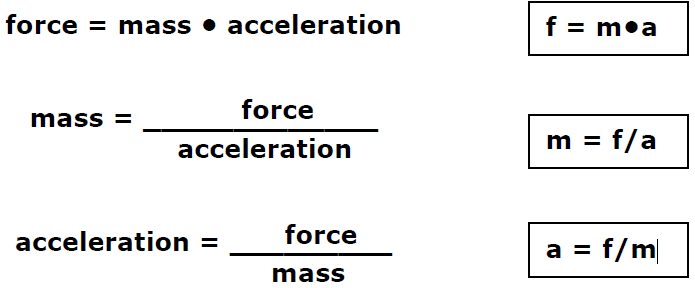 force = mass • acceleration
f = m•a
mass = force
acceleration
m = f/a
acceleration = force
mass
a = f/m